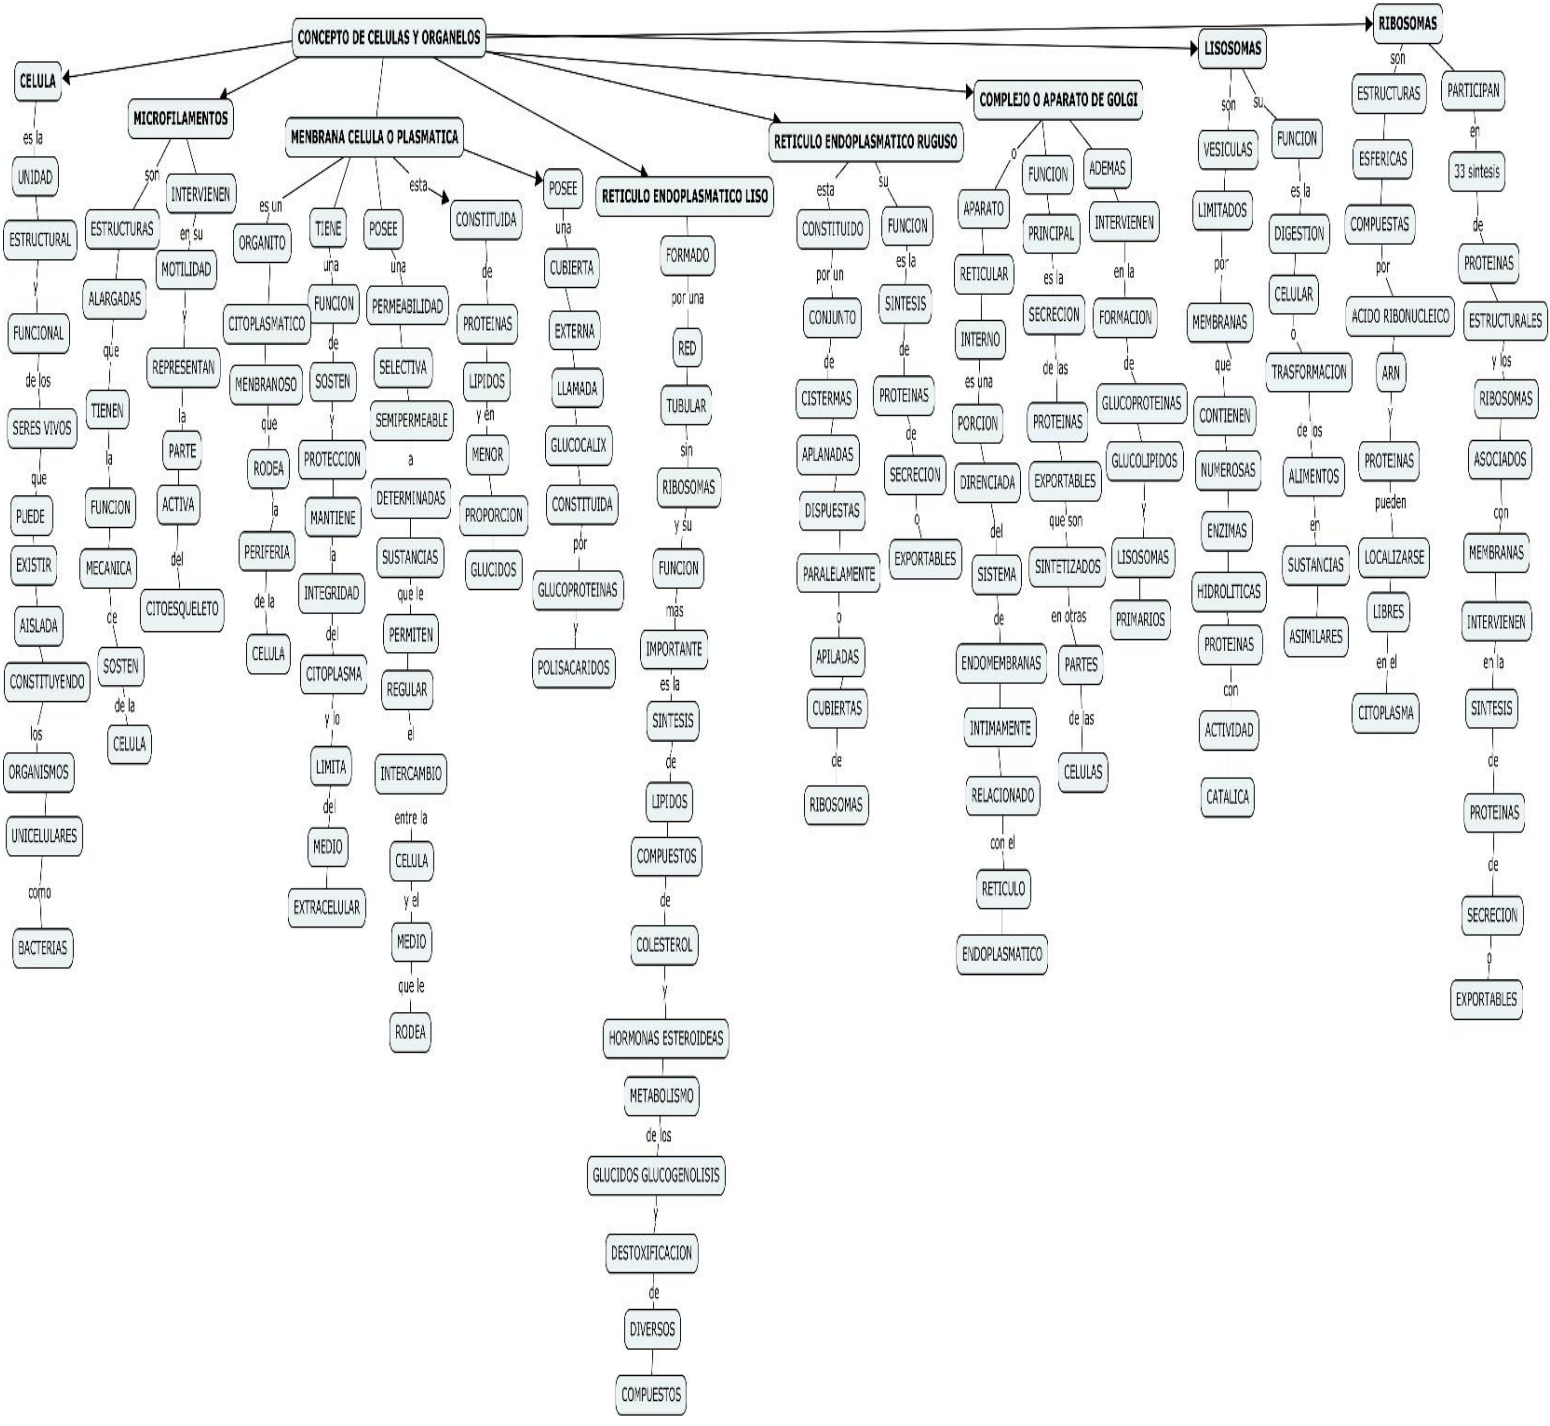 CONCEPTO DE CELULAS Y ORGANELOS
CELULA
es la
UNIDAD
ESTRUCTURAL
y
FUNCIONAL
de los
SERES VIVOS
que
PUEDE
EXISTIR
AISLADA
CONSTITUYENDO
los
ORGANISMOS
UNICELULARES
como
BACTERIAS
MICROFILAMENTOS
son
ESTRUCTURAS
ALARGADAS
que
TIENEN
la
FUNCION
MECANICA
de
SOSTEN
de la
CELULA
INTERVIENEN
en su
MOTILIDAD
y
REPRESENTAN
la
PARTE
ACTIVA
del
CITOESQUELETO
MENBRANA CELULA O PLASMATICA
es un
ORGANITO
CITOPLASMATICO
MENBRANOSO
que
RODEA
la
PERIFERIA
de la
CELULA
TIENE
una
FUNCION
de
SOSTEN
y
PROTECCION
MANTIENE
a
INTEGRIDAD
del
CITOPLASMA
y lo
LIMITA
del
MEDIO
EXTRACELULAR
POSEE
una
PERMEABILIDAD
SELECTIVA
SEMIPERMEABLE
a
DETERMINADAS
SUSTANCIAS
que le
PERMITEN
REGULAR
el
INTERCAMBIO
entre la
CELULA
y el
MEDIO
que le
RODEA
esta
CONSTITUIDA
de
PROTEINAS
LIPIDOS
y en
MENOR
PROPORCION
GLUCIDOS
POSEE
una
CUBIERTA
EXTERNA
LLAMADA
GLUCOCALIX
CONSTITUIDA
por
GLUCOPROTEINAS
y
POLISACARIDOS
RETICULO ENDOPLASMATICO LISO
FORMADO
por una
RED
TUBULAR
sin
RIBOSOMAS
y su
FUNCION
mas
IMPORTANTE
es la
SINTESIS
de
LIPIDOS
COMPUESTOS
de
COLESTEROL
y
HORMONAS ESTEROIDEAS
METABOLISMO
de los
GLUCIDOS GLUCOGENOLISIS
y
DESTOXIFICACION
de
DIVERSOS
COMPUESTOS
RETICULO ENDOPLASMATICO RUGUSO
esta
CONSTITUIDO
por un
CONJUNTO
de
CISTERMAS
APLANADAS
DISPUESTAS
PARALELAMENTE
o
APILADAS
CUBIERTAS
de
RIBOSOMAS
su
FUNCION
es la
SINTESIS
de
PROTEINAS
de
SECRECION
o
EXPORTABLES
COMPLEJO O APARATO DE GOLGI
o
APARATO
RETICULAR
INTERNO
es una
PORCION
DIRENCIADA
del
SISTEMA
de
ENDOMEMBRANAS
INTIMAMENTE
RELACIONADO
con el
RETICULO
ENDOPLASMATICO
FUNCION
PRINCIPAL
es la
SECRECION
de las
PROTEINAS
EXPORTABLES
que son
SINTETIZADOS
en otras
PARTES
de las
CELULAS
ADEMAS
INTERVIENEN
en la
FORMACION
de
GLUCOPROTEINAS
GLUCOLIPIDOS
y
LISOSOMAS
PRIMARIOS
LISOSOMAS
son
VESICULAS
LIMITADOS
por
MEMBRANAS
que
CONTIENEN
NUMEROSAS
ENZIMAS
HIDROLITICAS
PROTEINAS
con
ACTIVIDAD
CATALICA
su
FUNCION
es la
DIGESTION
CELULAR
o
TRASFORMACION
de los
ALIMENTOS
en
SUSTANCIAS
ASIMILARES
RIBOSOMAS
son
ESTRUCTURAS
ESFERICAS
COMPUESTAS
por
ACIDO RIBONUCLEICO
ARN
y
PROTEINAS
pueden
LOCALIZARSE
LIBRES
en el
CITOPLASMA
PARTICIPAN
en
33 sintesis
de
PROTEINAS
ESTRUCTURALES
y los
RIBOSOMAS
ASOCIADOS
con
MEMBRANAS
INTERVIENEN
en la
SINTESIS
de
PROTEINAS
de
SECRECION
o
EXPORTABLES